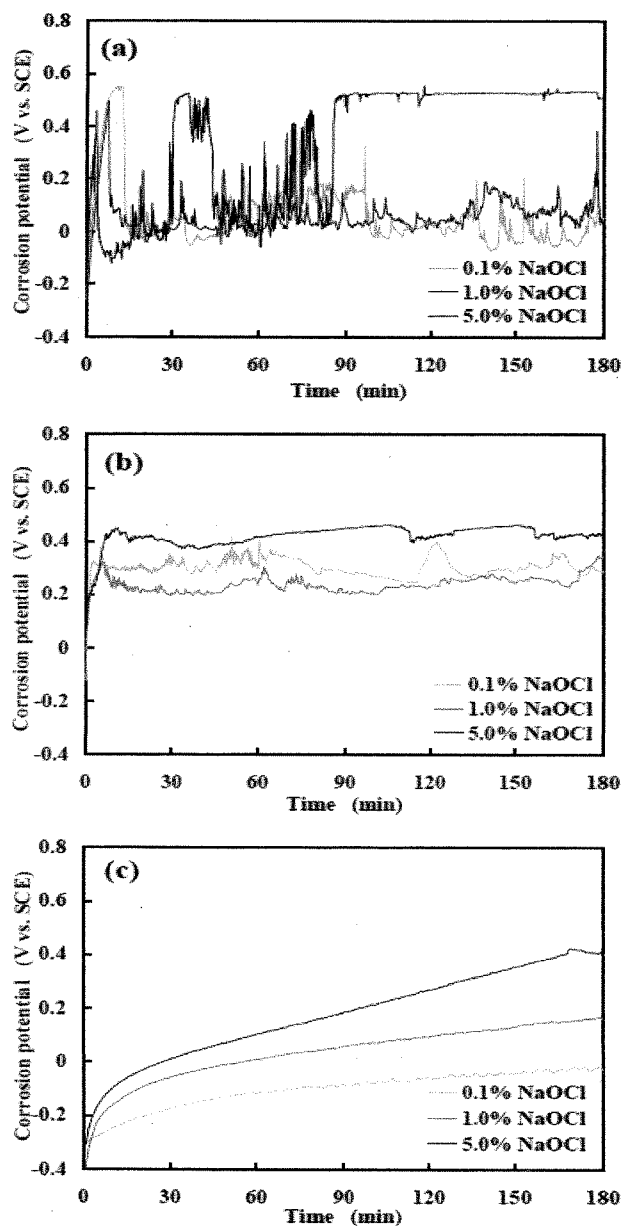 (a)
0.8
0.6
0.4
0.2
0
-0.2
-0.4
Corrosion potential (V vs. SCE)
0.1% NaOCl
1.0% NaOCl
5.0% NaOCl
0 30 60 90 120 150 180
Time (min)
(b)
0.8
0.6
0.4
0.2
0
-0.2
-0.4
Corrosion potential (V vs. SCE)
0.1% NaOCl
1.0% NaOCl
5.0% NaOCl
0 30 60 90 120 150 180
Time (min)
(c)
0.8
0.6
0.4
0.2
0
-0.2
-0.4
Corrosion potential (V vs. SCE)
0.1% NaOCl
1.0% NaOCl
5.0% NaOCl
0 30 60 90 120 150 180
Time (min)